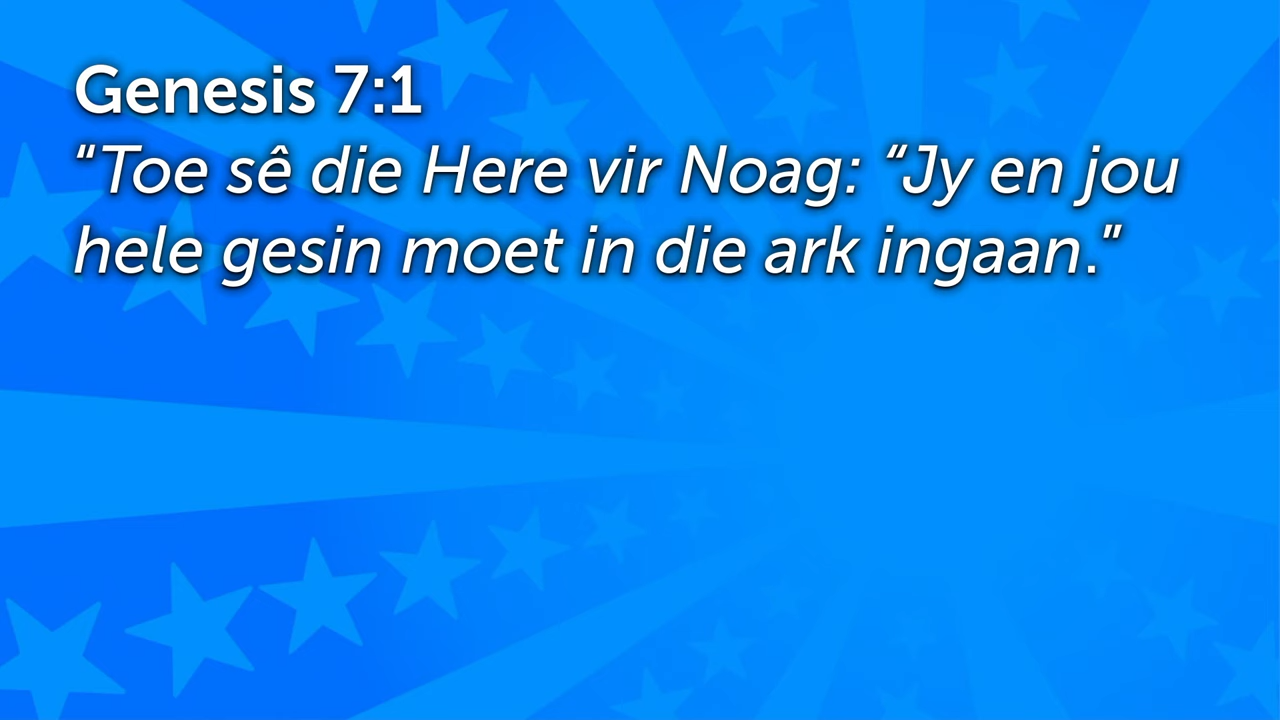 Genesis 7:1
“Toe sê die Here vir Noag: “Jy en jou
hele gesin moet in die ark ingaan.”